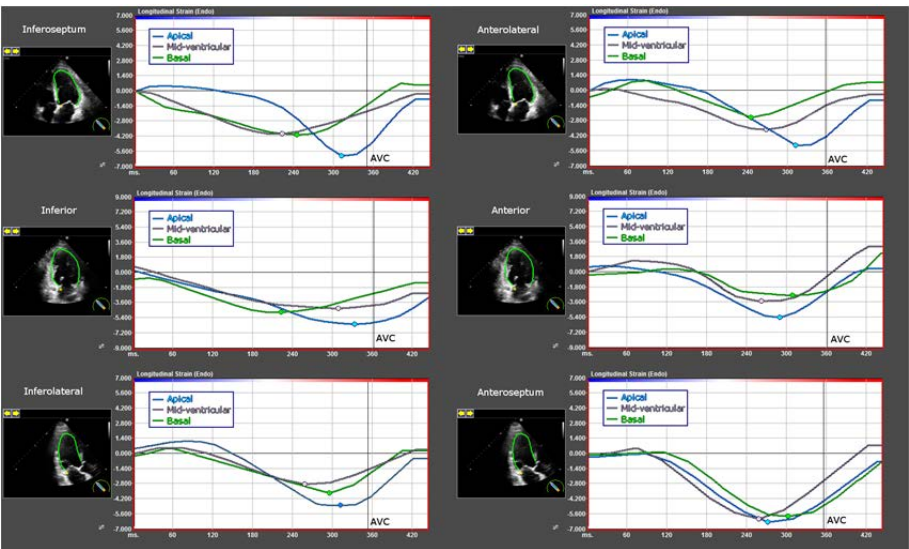 Inferoseptum
Longitudinal Strain (Endo)
7.000
5.600
4.200
2.800
1.400
0.000
-1.400
-2.800
-4.200
-5.600
-7.000
Apical
Mid-ventricular
Basal
AVC
ms. 60 120 180 240 300 360 420
Anterolateral
Longitudinal Strain (Endo)
7.000
5.600
4.200
2.800
1.400
0.000
-1.400
-2.800
-4.200
-5.600
-7.000
Apical
Mid-ventricular
Basal
AVC
ms. 60 120 180 240 300 360 420
Inferior
Longitudinal Strain (Endo)
9.000
7.200
5.400
3.600
1.800
0.000
-1.800
-3.600
-5.400
-7.200
-9.000
Apical
Mid-ventricular
Basal
AVC
ms. 60 120 180 240 300 360 420
Anterior
Longitudinal Strain (Endo)
9.000
7.200
5.400
3.600
1.800
0.000
-1.800
-3.600
-5.400
-7.200
-9.000
Apical
Mid-ventricular
Basal
AVC
ms. 60 120 180 240 300 360 420
Inferolateral
Longitudinal Strain (Endo)
7.000
5.600
4.200
2.800
1.400
0.000
-1.400
-2.800
-4.200
-5.600
-7.000
Apical
Mid-ventricular
Basal
AVC
ms. 60 120 180 240 300 360 420
Anteroseptum
Longitudinal Strain (Endo)
7.000
5.600
4.200
2.800
1.400
0.000
-1.400
-2.800
-4.200
-5.600
-7.000
Apical
Mid-ventricular
Basal
AVC
ms. 60 120 180 240 300 360 420